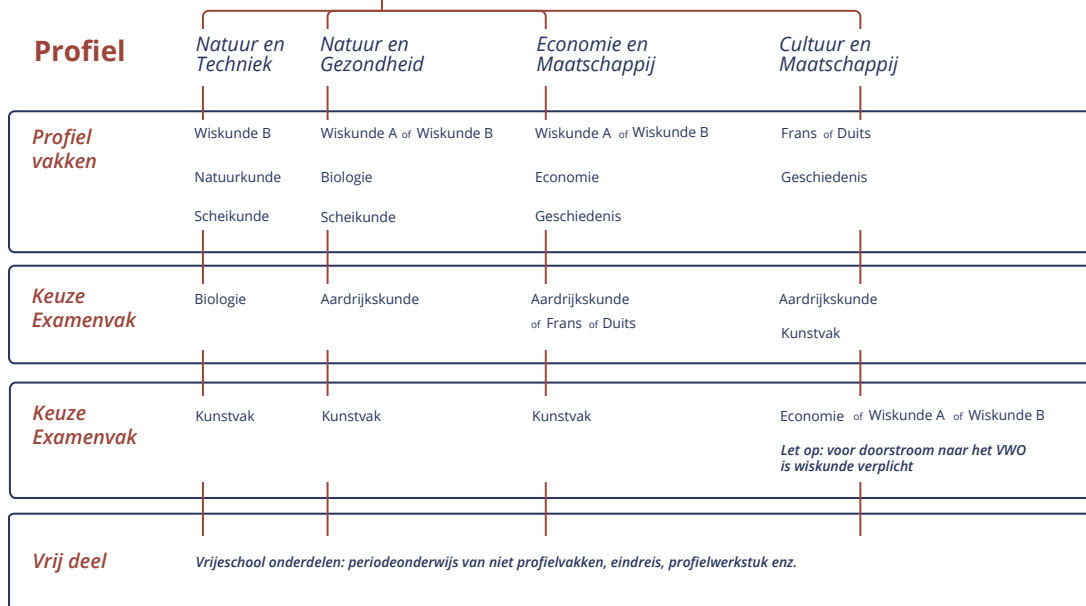 Profiel
Natuur en
Techniek
Natuur en
Gezondheid
Economie en
Maatschappij
Cultuur en
Maatschappij
Profiel
vakken
Wiskunde B
Wiskunde A of Wiskunde B
Wiskunde A of Wiskunde B
Frans of Duits
Natuurkunde
Biologie
Economie
Geschiedenis
Scheikunde
Scheikunde
Geschiedenis
Keuze
Examenvak
Biologie
Aardrijkskunde
Aardrijkskunde
of Frans of Duits
Aardrijkskunde
Kunstvak
Keuze
Examenvak
Kunstvak
Kunstvak
Kunstvak
Economie of Wiskunde A of Wiskunde B
Let op: voor doorstroom naar het VWO
is wiskunde verplicht
Vrij deel
Vrijeschool onderdelen: periodeonderwijs van niet profielvakken, eindreis, profielwerkstuk enz.